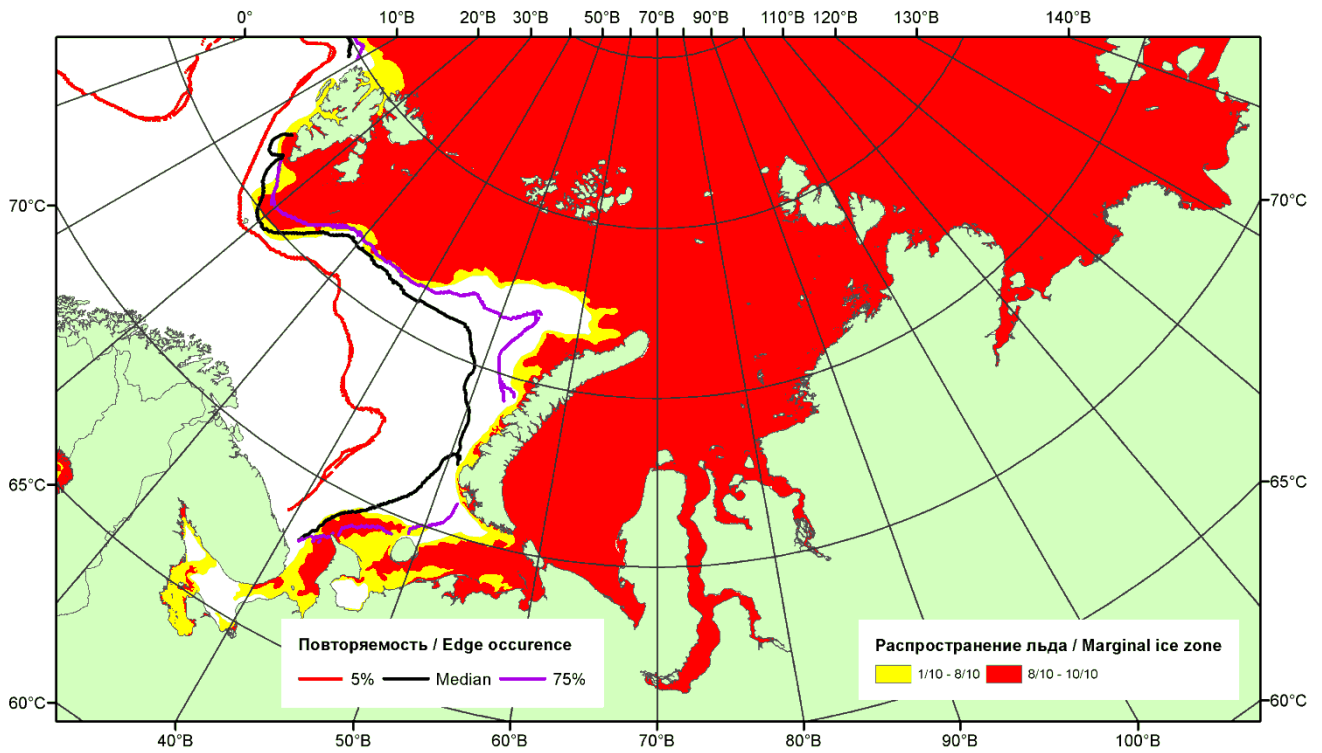 0° 10°В 20°В 30°В 50°В 70°В 90°В 110°В 120°В 130°В 140°В
70°С 70°С
65°С 65°С
Повторяемость / Edge occurence
5% Median 75%
Распространение льда / Marginal ice zone
1/10 - 8/10 8/10 - 10/10
60°С 60°С
40°В 50°В 60°В 70°В 80°В 90°В 100°В